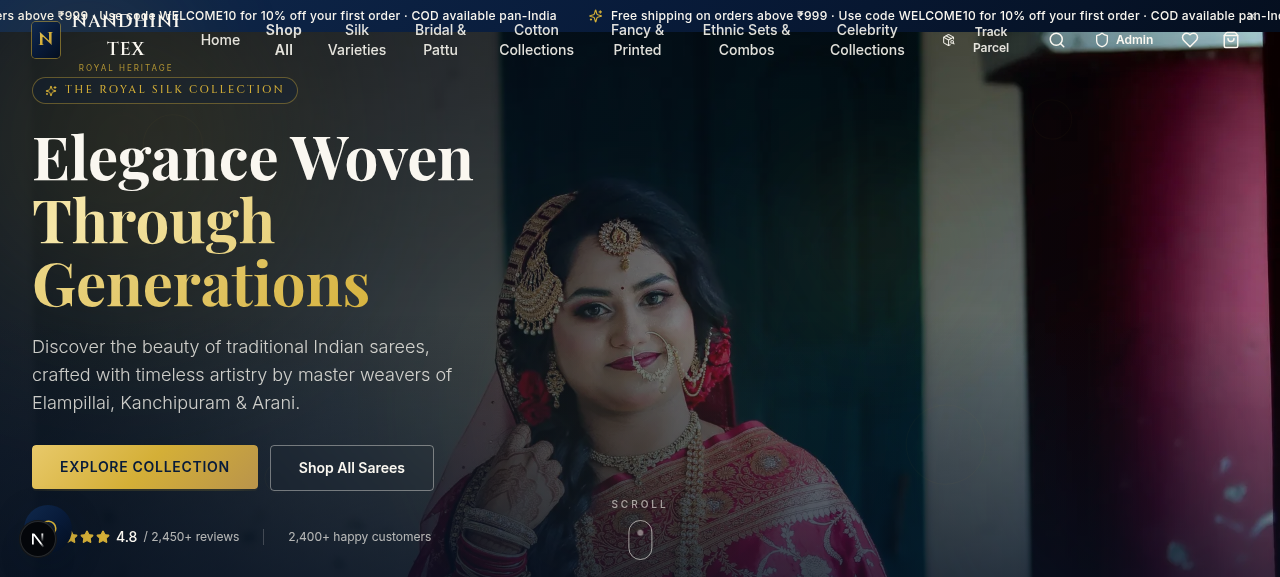 ers above ₹999 · Use code WELCOME10 for 10% off your first order · COD available pan-India
Free shipping on orders above ₹999 · Use code WELCOME10 for 10% off your first order · COD available pan-In
N
NANDHINI
TEX
ROYAL HERITAGE
Home
Shop
All
Silk
Varieties
Bridal &
Pattu
Cotton
Collections
Fancy &
Printed
Ethnic Sets &
Combos
Celebrity
Collections
Track
Parcel
Admin
THE ROYAL SILK COLLECTION
Elegance Woven
Through
Generations
Discover the beauty of traditional Indian sarees,
crafted with timeless artistry by master weavers of
Elampillai, Kanchipuram & Arani.
EXPLORE COLLECTION
Shop All Sarees
SCROLL
N
4.8 / 2,450+ reviews
2,400+ happy customers